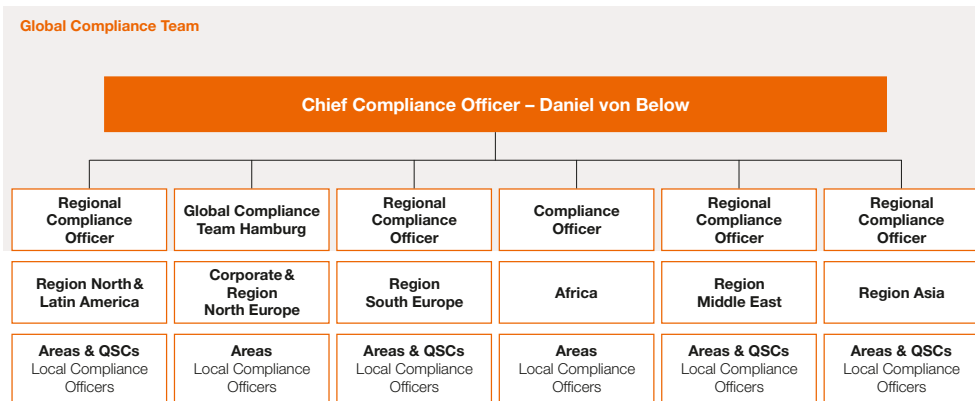 Global Compliance Team
Chief Compliance Officer – Daniel von Below
Regional
Compliance
Officer
Global Compliance
Team Hamburg
Regional
Compliance
Officer
Compliance
Officer
Regional
Compliance
Officer
Regional
Compliance
Officer
Region North &
Latin America
Corporate &
Region
North Europe
Region
South Europe
Africa
Region
Middle East
Region Asia
Areas & QSCs
Local Compliance
Officers
Areas
Local Compliance
Officers
Areas & QSCs
Local Compliance
Officers
Areas
Local Compliance
Officers
Areas & QSCs
Local Compliance
Officers
Areas & QSCs
Local Compliance
Officers